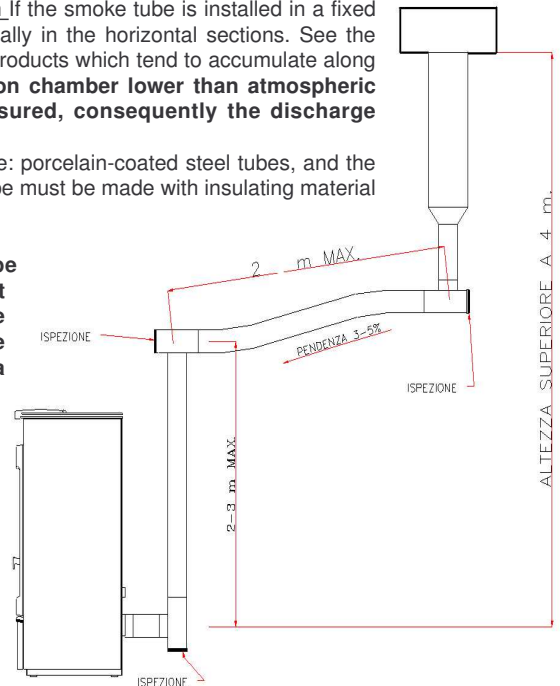 If the smoke tube is installed in a fixed
ally in the horizontal sections. See the
products which tend to accumulate along
on chamber lower than atmospheric
sured, consequently the discharge
e: porcelain-coated steel tubes, and the
be must be made with insulating material
be
t
e
e
a
2 m MAX.
ISPEZIONE
PENDENZA 3-5%
ISPEZIONE
2-3 m MAX
ALTEZZA SUPERIORE A 4 m.
ISPEZIONE